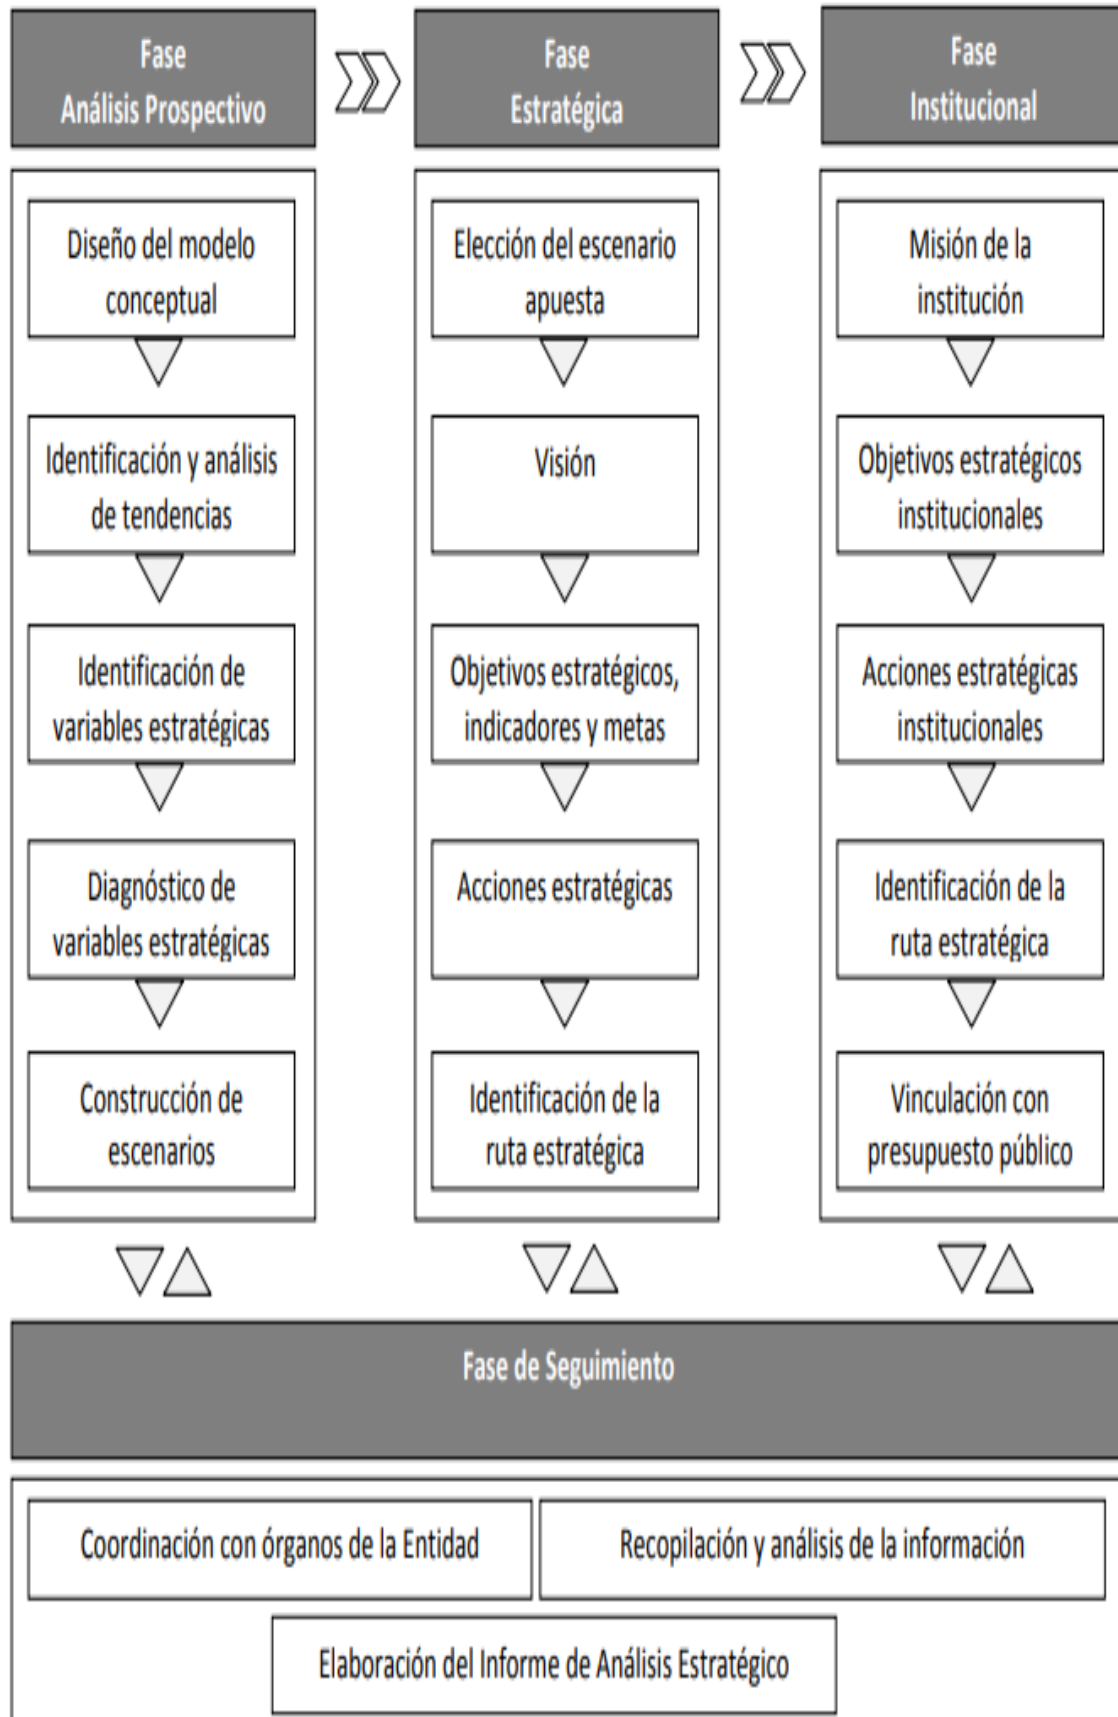 Fase
Análisis Prospectivo
Fase
Estratégica
Fase
Institucional
Diseño del modelo
conceptual
Identificación y análisis
de tendencias
Identificación de
variables estratégicas
Diagnóstico de
variables estratégicas
Construcción de
escenarios
Elección del escenario
apuesta
Visión
Objetivos estratégicos,
indicadores y metas
Acciones estratégicas
Identificación de la
ruta estratégica
Misión de la
institución
Objetivos estratégicos
institucionales
Acciones estratégicas
institucionales
Identificación de la
ruta estratégica
Vinculación con
presupuesto público
Fase de Seguimiento
Coordinación con órganos de la Entidad
Recopilación y análisis de la información
Elaboración del Informe de Análisis Estratégico